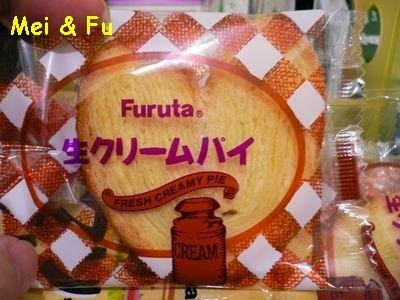 Mei & Fu
Furuta®
生クリームパイ
FRESH CREAMY PIE
CREAM